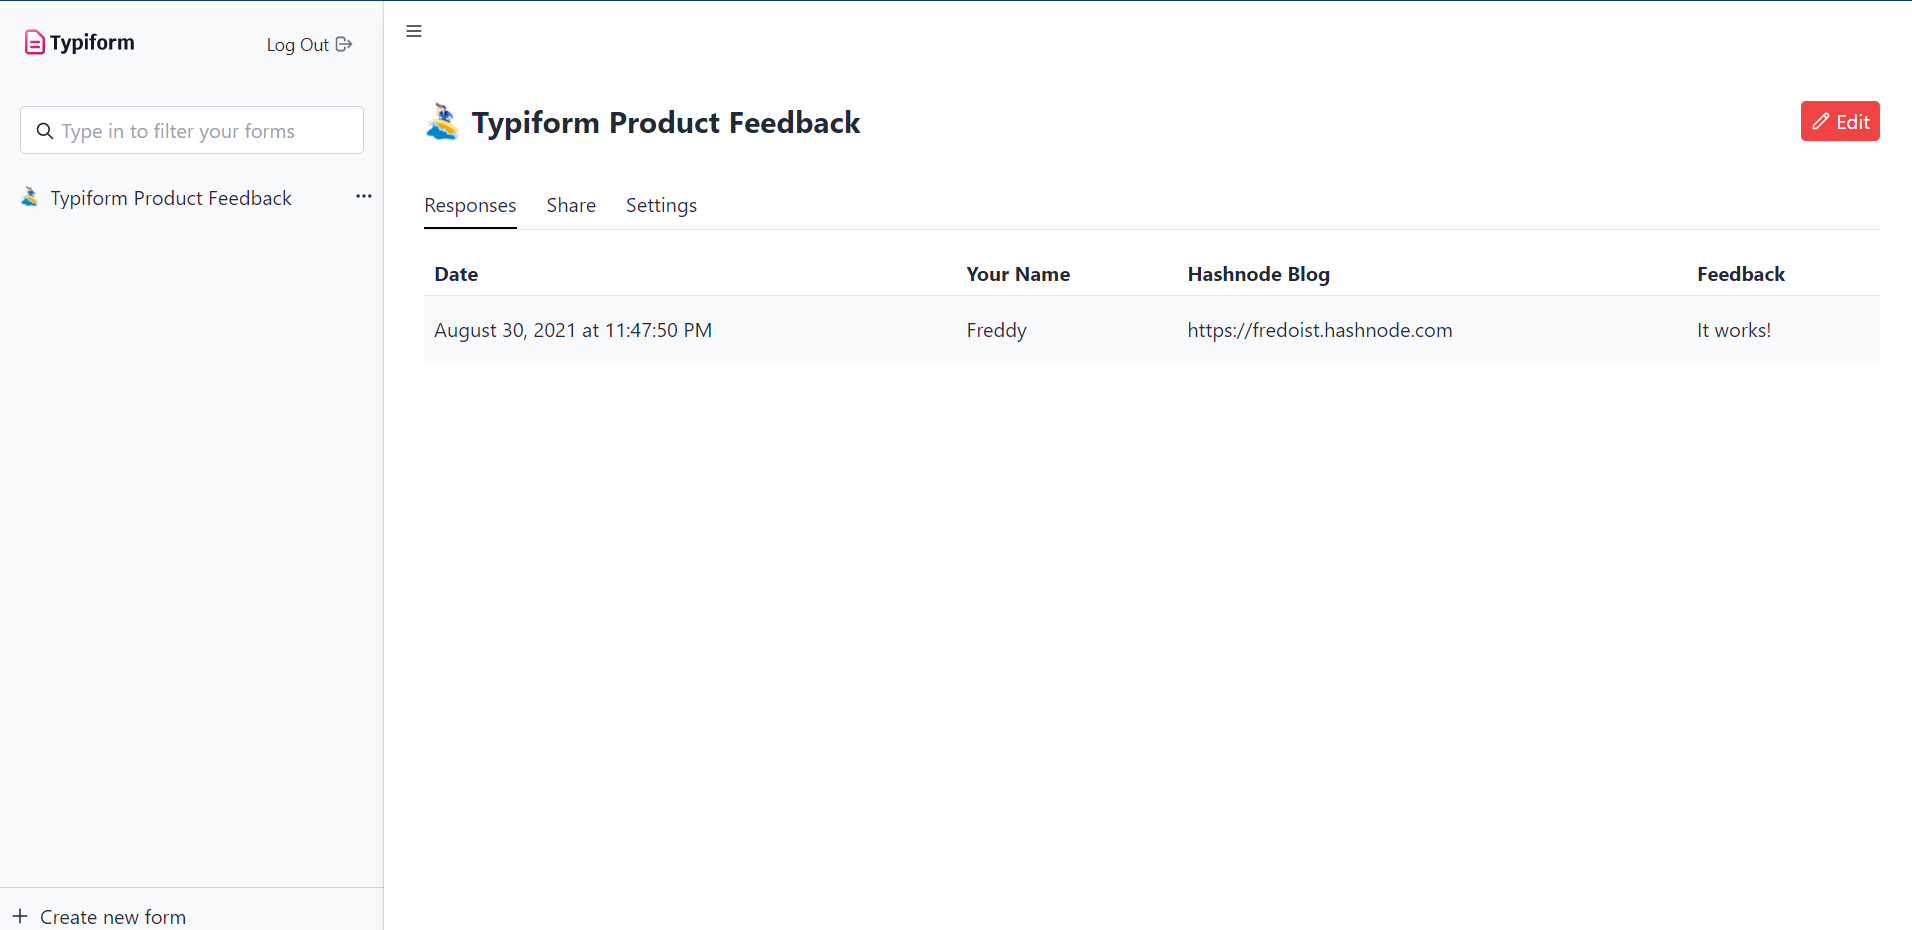 Typiform
Log Out
Type in to filter your forms
Typiform Product Feedback
Create new form
Typiform Product Feedback
Edit
Responses Share Settings
Date Your Name Hashnode Blog Feedback
August 30, 2021 at 11:47:50 PM Freddy https://fredoist.hashnode.com It works!